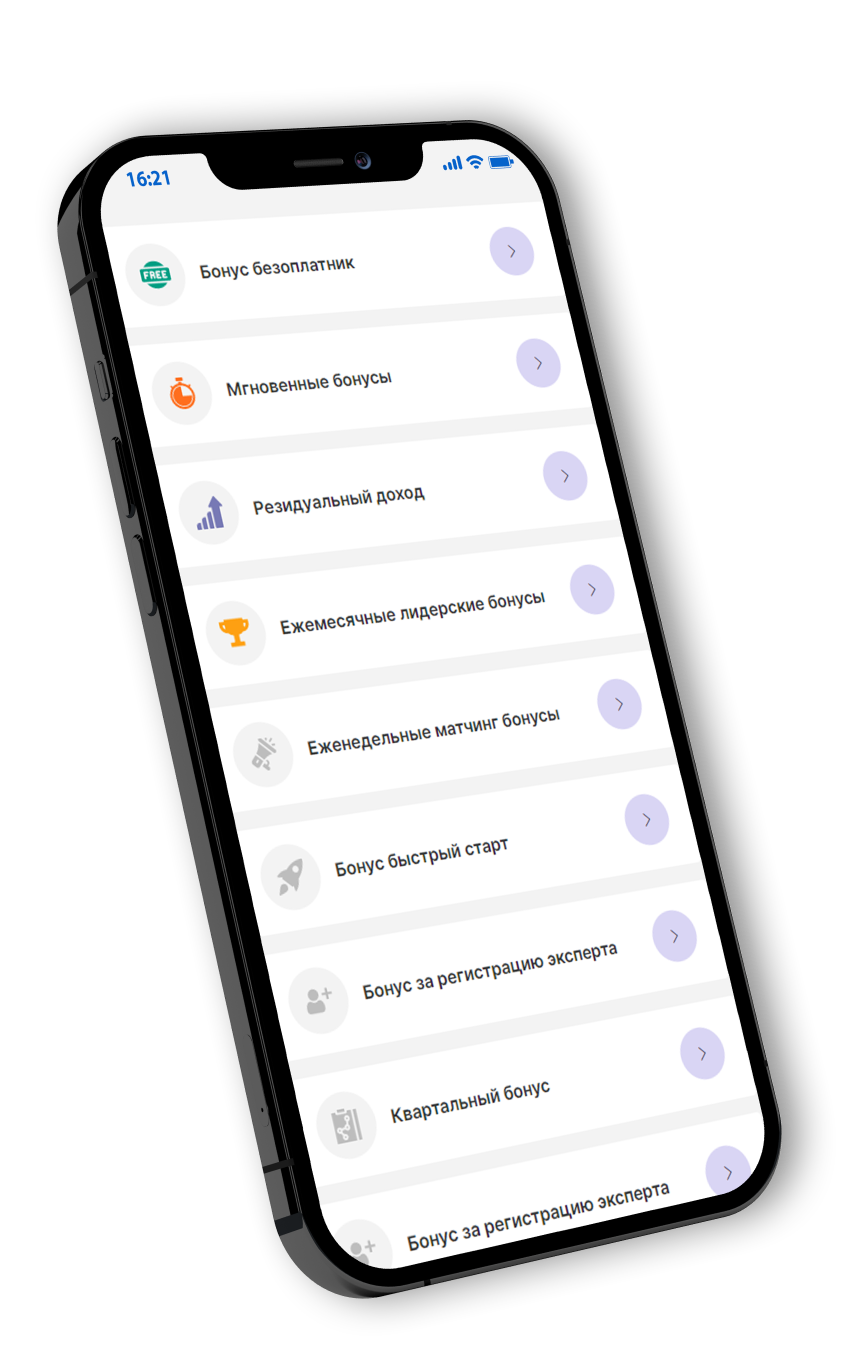 16:21
FREE
Бонус безоплатник
Мгновенные бонусы
Резидуальный доход
Ежемесячные лидерские бонусы
Еженедельные матчинг бонусы
Бонус быстрый старт
Бонус за регистрацию эксперта
Квартальный бонус
Бонус за регистрацию эксперта